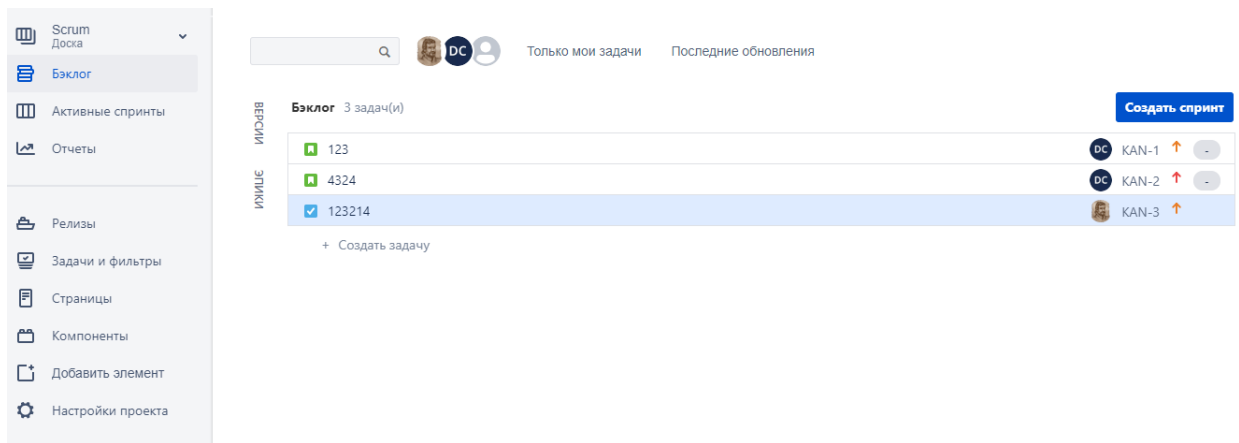 Scrum
Доска
Бэклог
Активные спринты
Отчеты
Релизы
Задачи и фильтры
Страницы
Компоненты
Добавить элемент
Настройки проекта
DC
Только мои задачи
Последние обновления
ВЕРСИИ
ЭПИКИ
Бэклог 3 задач(и)
Создать спринт
123 DC KAN-1 -
4324 DC KAN-2 -
123214 KAN-3
+ Создать задачу